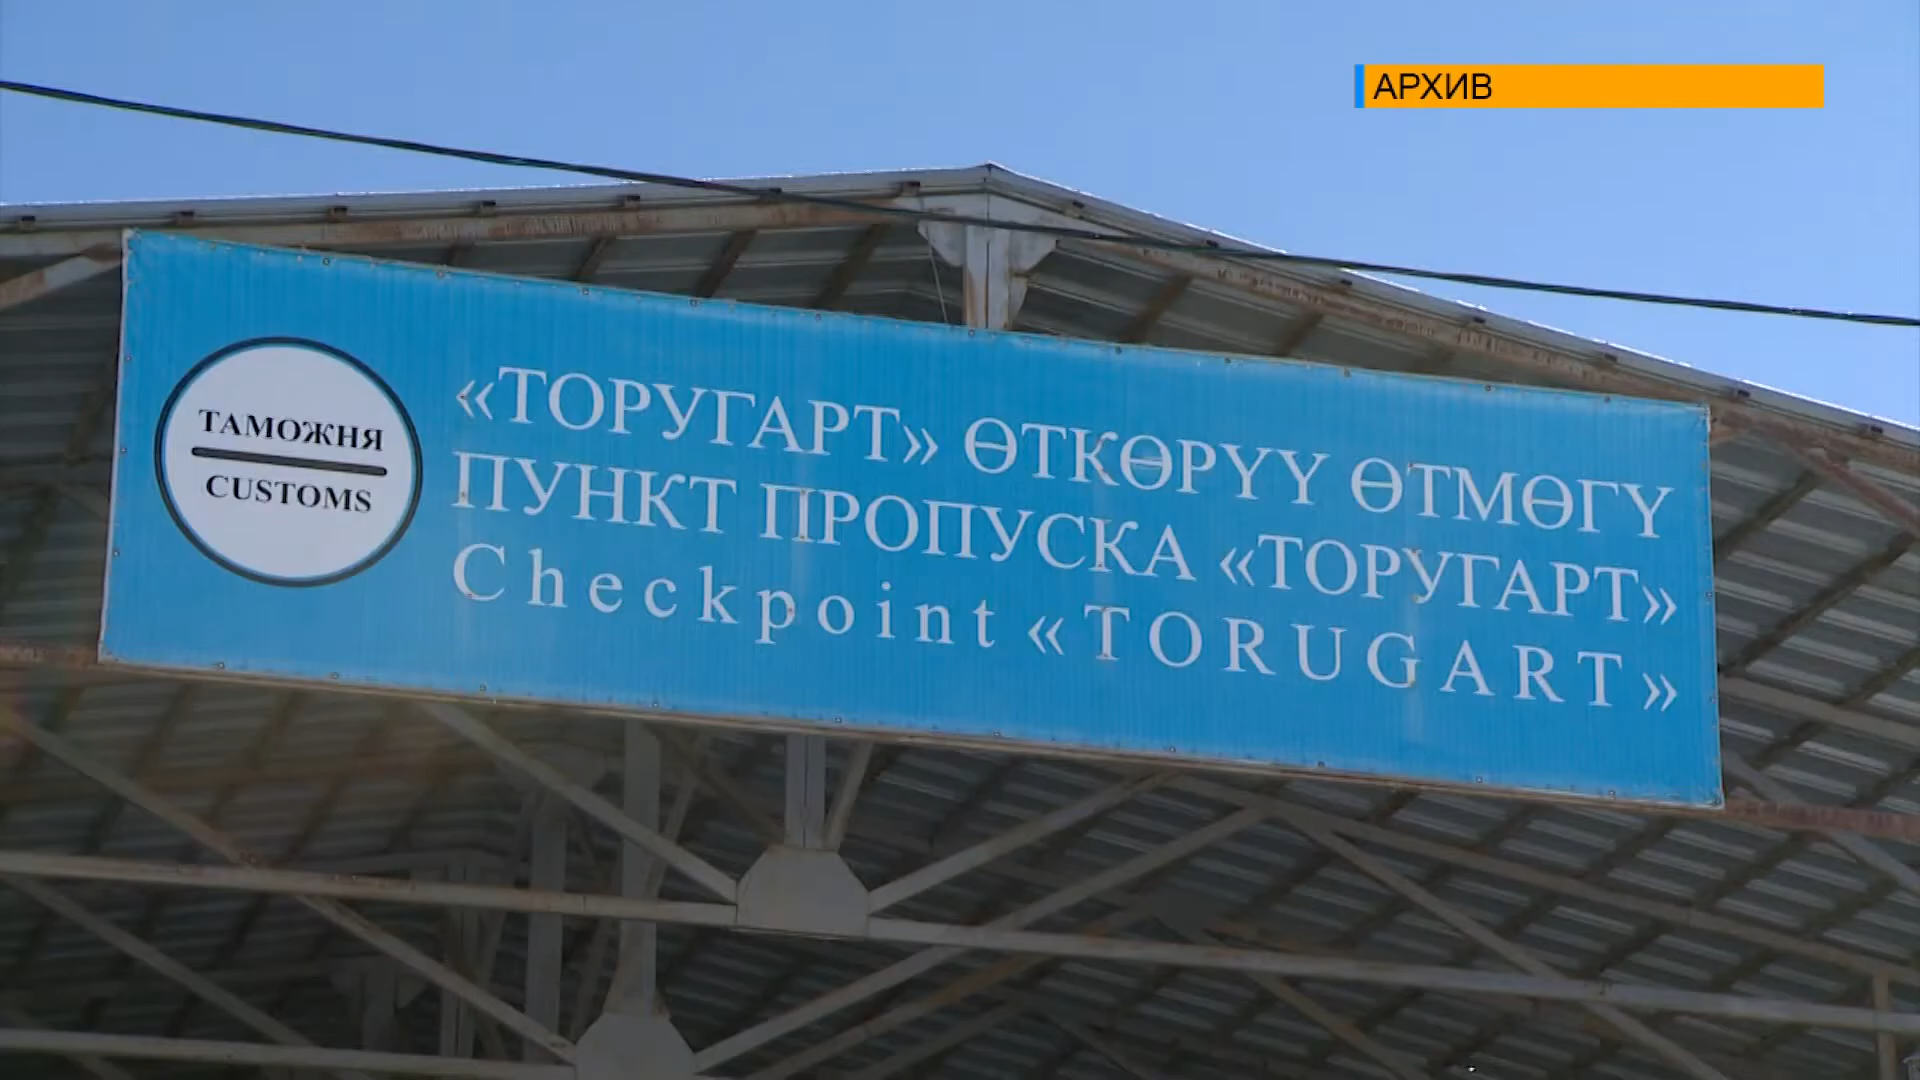 АРХИВ
ТАМОЖНЯ
CUSTOMS
«ТОРУГАРТ» ӨТКӨРҮҮ ӨТМӨГҮ
ПУНКТ ПРОПУСКА «ТОРУГАРТ»
Checkpoint «TORUGART»